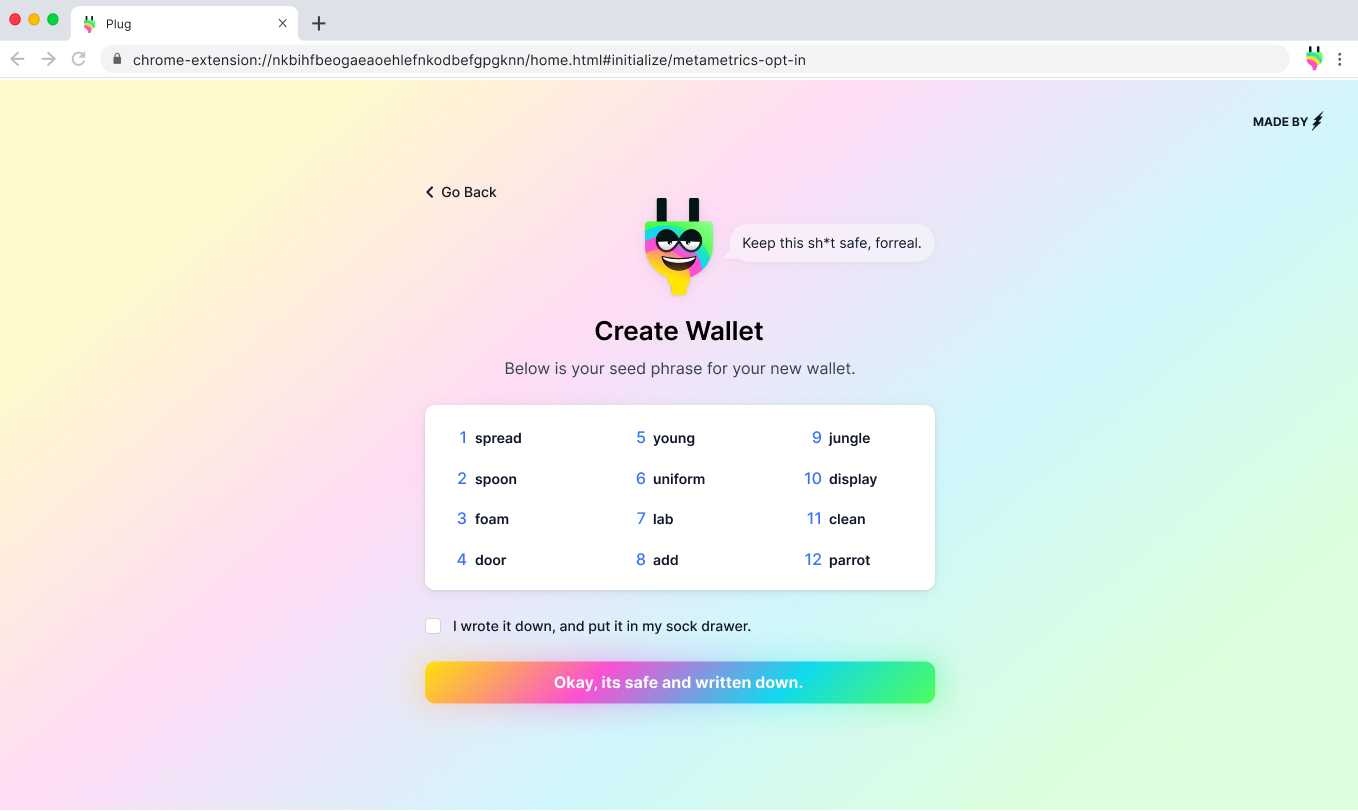 Plug
chrome-extension://nkbihfbeogaeaoehlefnkodbefgpgknn/home.html#initialize/metametrics-opt-in
MADE BY
Go Back
Keep this sh*t safe, forreal.
Create Wallet
Below is your seed phrase for your new wallet.
1 spread
2 spoon
3 foam
4 door
5 young
6 uniform
7 lab
8 add
9 jungle
10 display
11 clean
12 parrot
I wrote it down, and put it in my sock drawer.
Okay, its safe and written down.